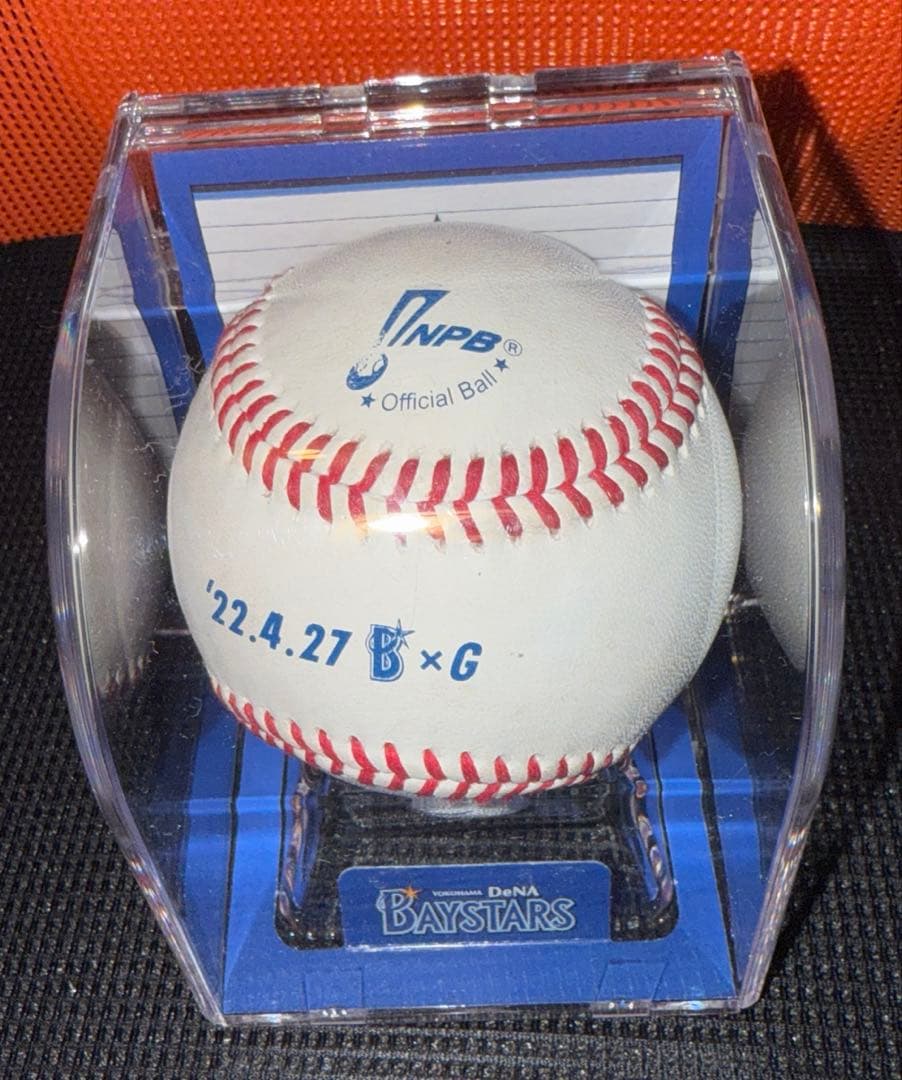 NPB®
★ Official Ball ★
'22.4.27 B × G
YOKOHAMA DeNA
BAYSTARS